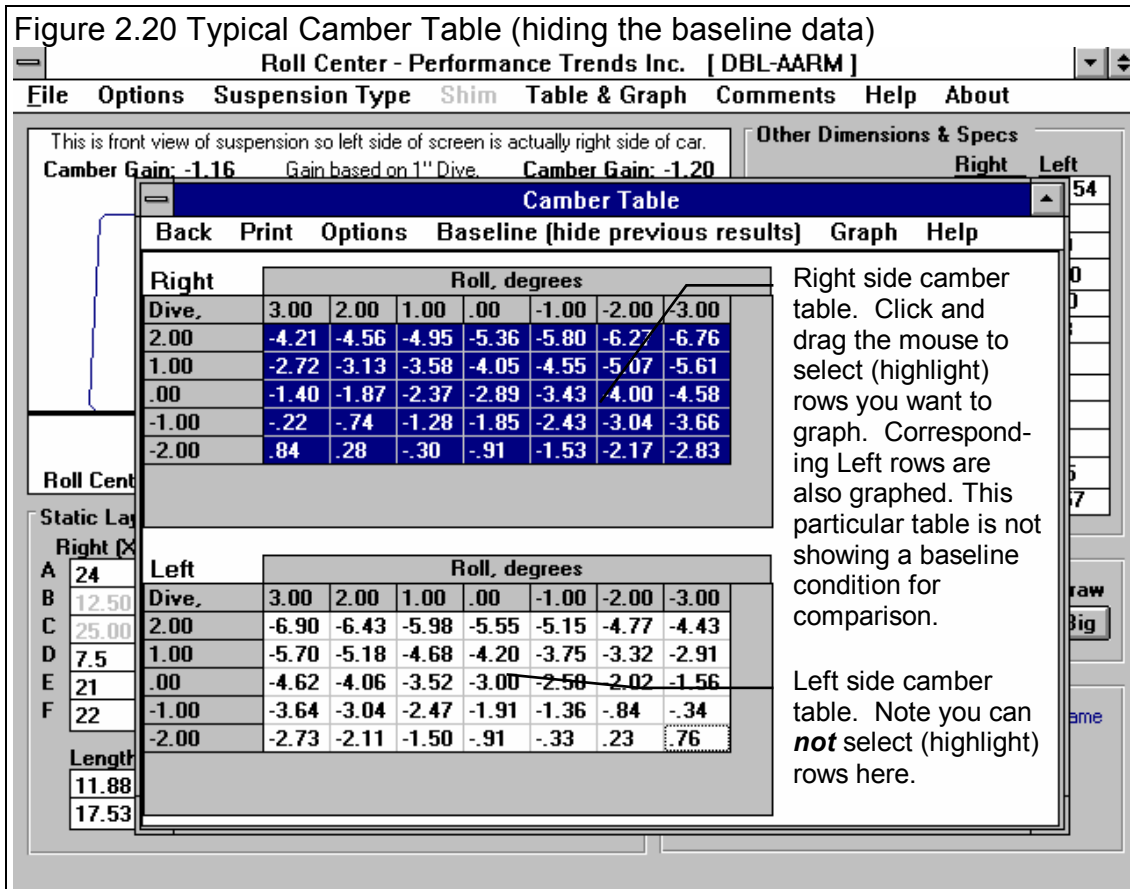 Figure 2.20 Typical Camber Table (hiding the baseline data)
Roll Center - Performance Trends Inc. [ DBL-AARM ]
File Options Suspension Type Shim Table & Graph Comments Help About
This is front view of suspension so left side of screen is actually right side of car.
Camber Gain: -1.16 Gain based on 1" Dive. Camber Gain: -1.20
Other Dimensions & Specs
Right Left
54
Camber Table
Back Print Options Baseline (hide previous results) Graph Help
Right Roll, degrees
Dive, 3.00 2.00 1.00 .00 -1.00 -2.00 -3.00
2.00 -4.21 -4.56 -4.95 -5.36 -5.80 -6.27 -6.76
1.00 -2.72 -3.13 -3.58 -4.05 -4.55 -5.07 -5.61
.00 -1.40 -1.87 -2.37 -2.89 -3.43 -4.00 -4.58
-1.00 -.22 -.74 -1.28 -1.85 -2.43 -3.04 -3.66
-2.00 .84 .28 -.30 -.91 -1.53 -2.17 -2.83
Right side camber
table. Click and
drag the mouse to
select (highlight)
rows you want to
graph. Correspond-
ing Left rows are
also graphed. This
particular table is not
showing a baseline
condition for
comparison.
Left Roll, degrees
Dive, 3.00 2.00 1.00 .00 -1.00 -2.00 -3.00
2.00 -6.90 -6.43 -5.98 -5.55 -5.15 -4.77 -4.43
1.00 -5.70 -5.18 -4.68 -4.20 -3.75 -3.32 -2.91
.00 -4.62 -4.06 -3.52 -3.00 -2.50 -2.02 -1.56
-1.00 -3.64 -3.04 -2.47 -1.91 -1.36 -.84 -.34
-2.00 -2.73 -2.11 -1.50 -.91 -.33 .23 .76
Left side camber
table. Note you can
not select (highlight)
rows here.
Roll Cent
Static Lay
Right (X
A 24
B 12.50
C 25.00
D 7.5
E 21
F 22
Length
11.88
17.53
raw
Big
ame